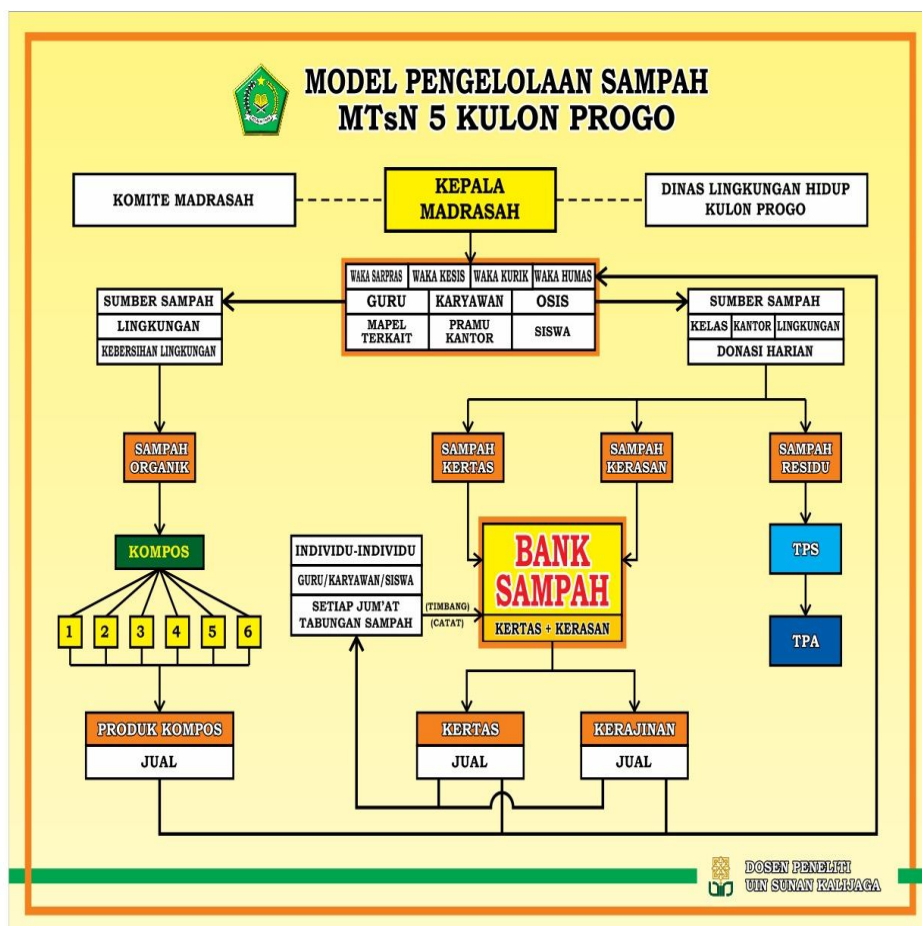 MODEL PENGELOLAAN SAMPAH
MTsN 5 KULON PROGO
KOMITE MADRASAH
KEPALA
MADRASAH
DINAS LINGKUNGAN HIDUP
KULON PROGO
WAKA SARPRAS
WAKA KESIS
WAKA KURIK
WAKA HUMAS
GURU
KARYAWAN
OSIS
MAPEL
TERKAIT
PRAMU
KANTOR
SISWA
SUMBER SAMPAH
LINGKUNGAN
KEBERSIHAN LINGKUNGAN
SUMBER SAMPAH
KELAS
KANTOR
LINGKUNGAN
DONASI HARIAN
SAMPAH
ORGANIK
SAMPAH
KERTAS
SAMPAH
KERASAN
SAMPAH
RESIDU
KOMPOS
1
2
3
4
5
6
INDIVIDU-INDIVIDU
GURU/KARYAWAN/SISWA
SETIAP JUM'AT
TABUNGAN SAMPAH
(TIMBANG)
(CATAT)
BANK
SAMPAH
KERTAS + KERASAN
TPS
TPA
PRODUK KOMPOS
JUAL
KERTAS
JUAL
KERAJINAN
JUAL
DOSEN PENELITI
UIN SUNAN KALIJAGA